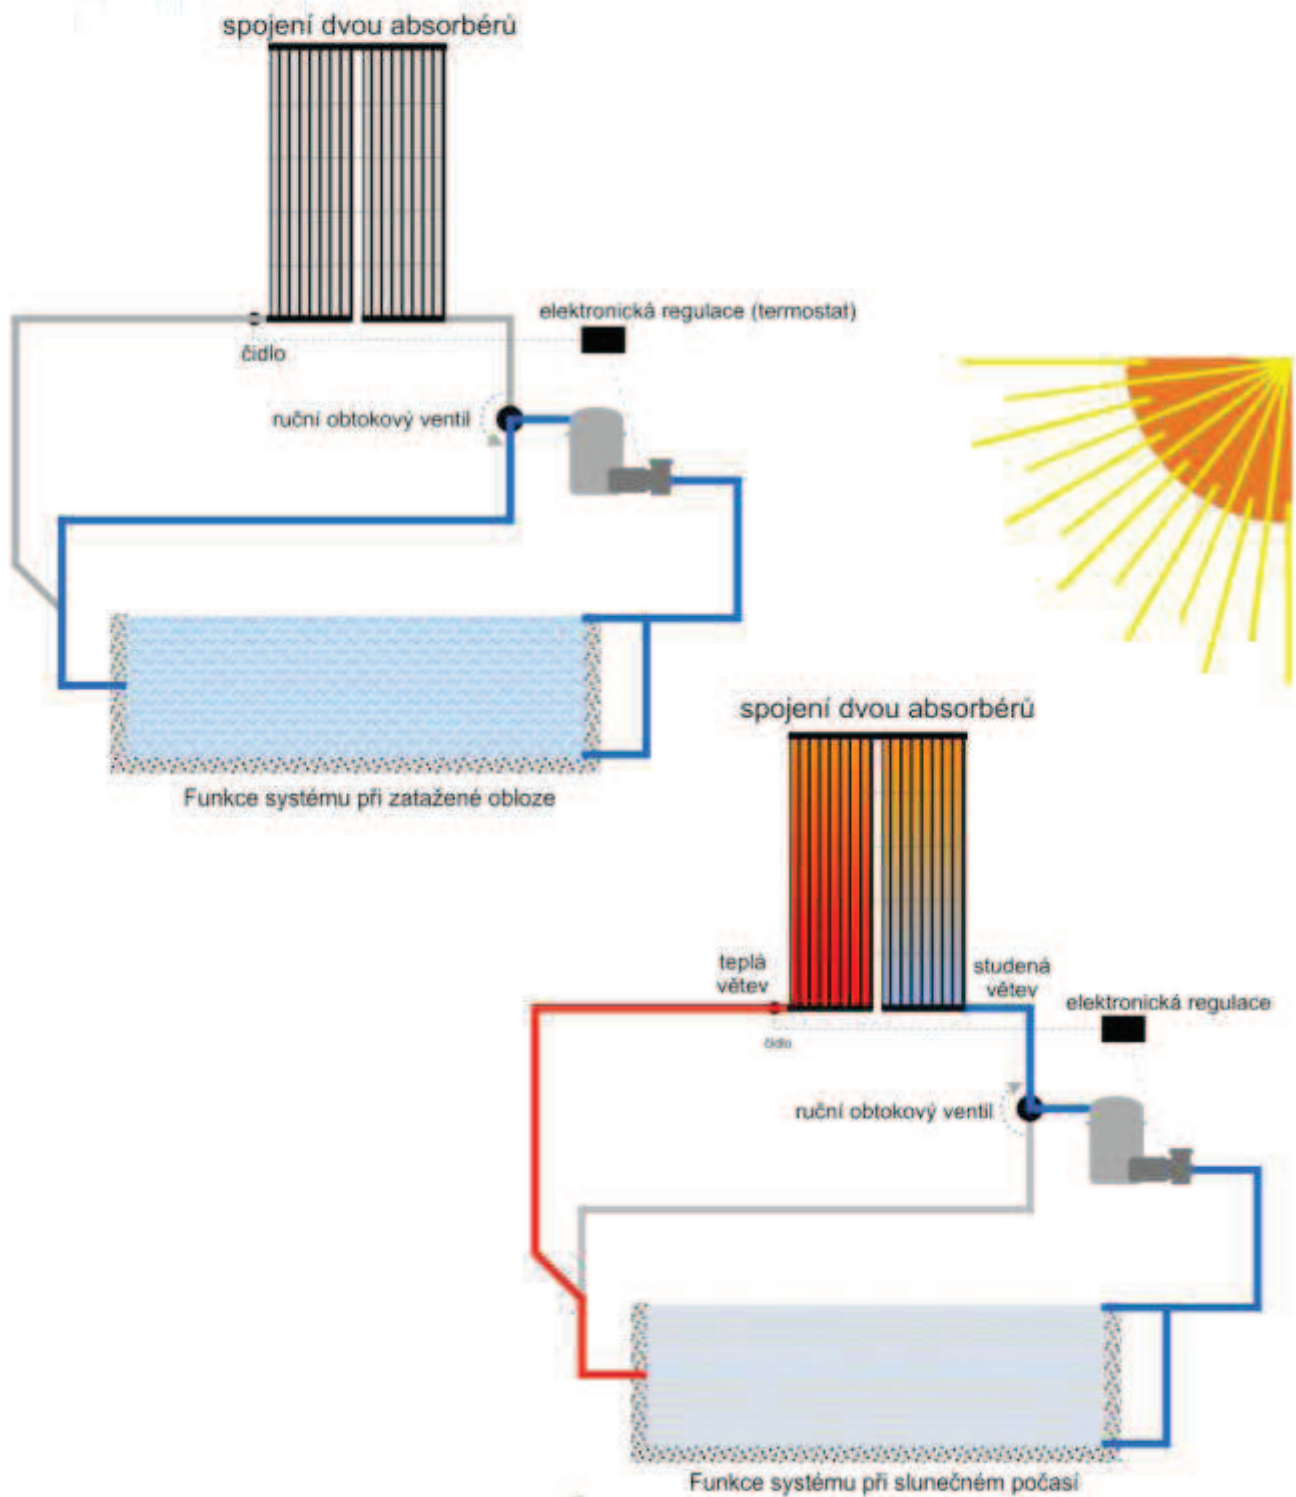 spojení dvou absorbérů
elektronická regulace (termostat)
čidlo
ruční obtokový ventil
Funkce systému při zatažené obloze
spojení dvou absorbérů
teplá
větev
studená
větev
elektronická regulace
čidlo
ruční obtokový ventil
Funkce systému při slunečném počasí